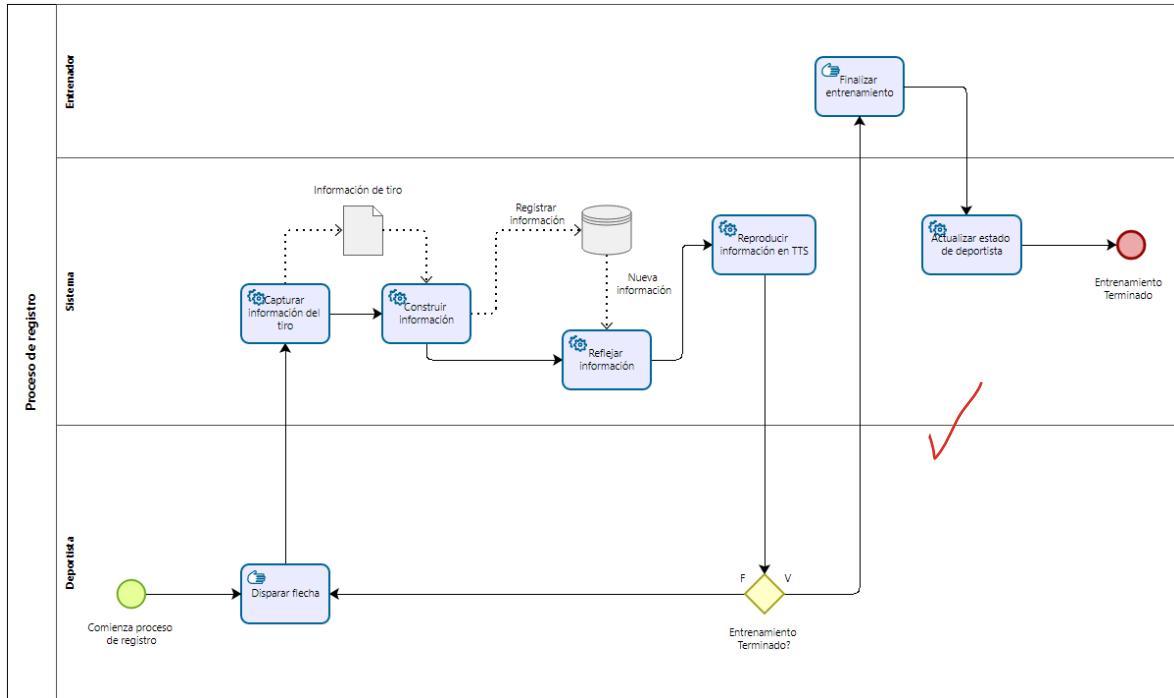 Proceso de registro
Entrenador
Finalizar
entrenamiento
Sistema
Información de tiro
Registrar
información
Nueva
información
Capturar
información del
tiro
Construir
información
Reflejar
información
Reproducir
información en TTS
Actualizar estado
de deportista
Entrenamiento
Terminado
Deportista
Comienza proceso
de registro
Disparar flecha
F
V
Entrenamiento
Terminado?